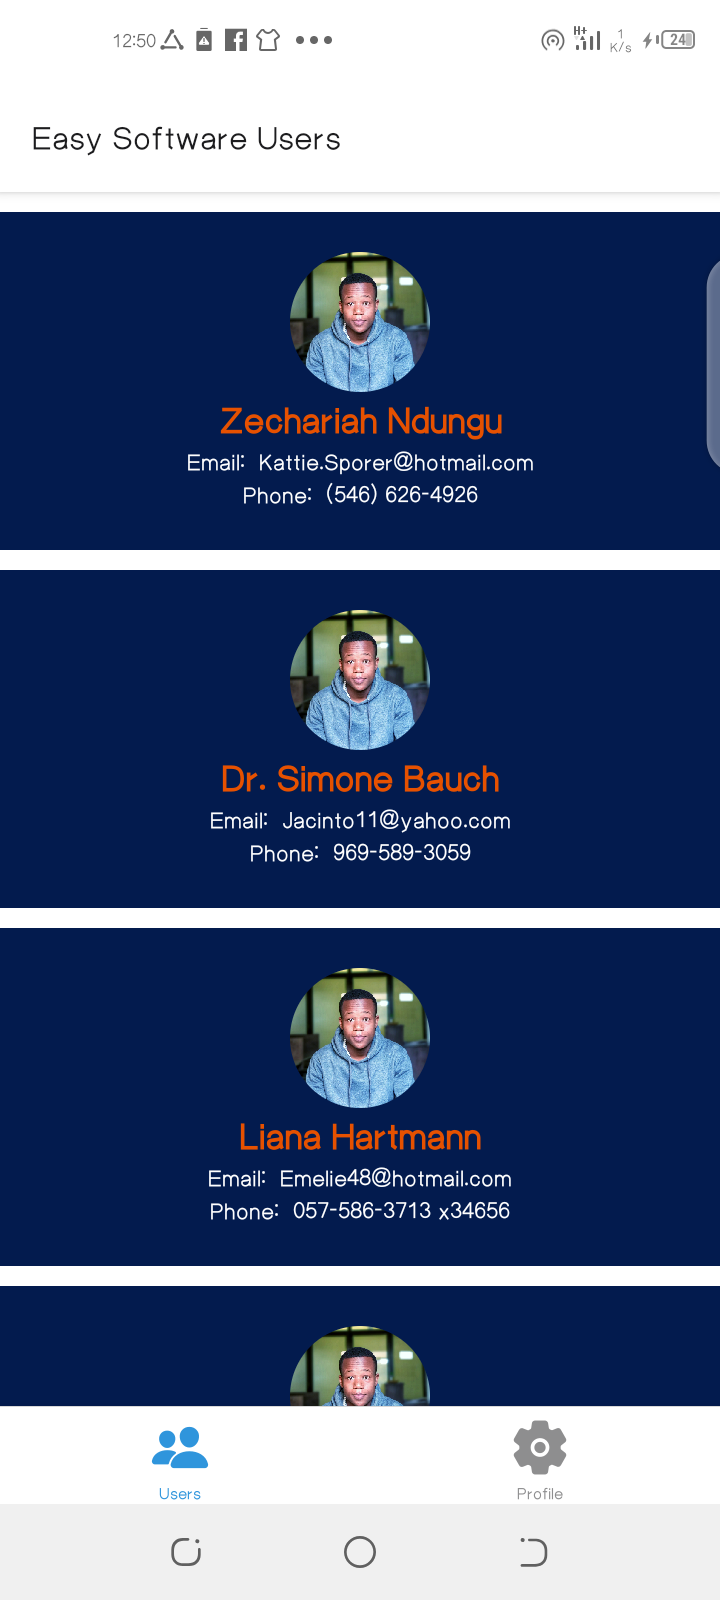 12:50 H+ 1 K/s 24
Easy Software Users
Zechariah Ndungu
Email: Kattie.Sporer@hotmail.com
Phone: (546) 626-4926
Dr. Simone Bauch
Email: Jacinto11@yahoo.com
Phone: 969-589-3059
Liana Hartmann
Email: Emelie48@hotmail.com
Phone: 057-586-3713 x34656
Users Profile